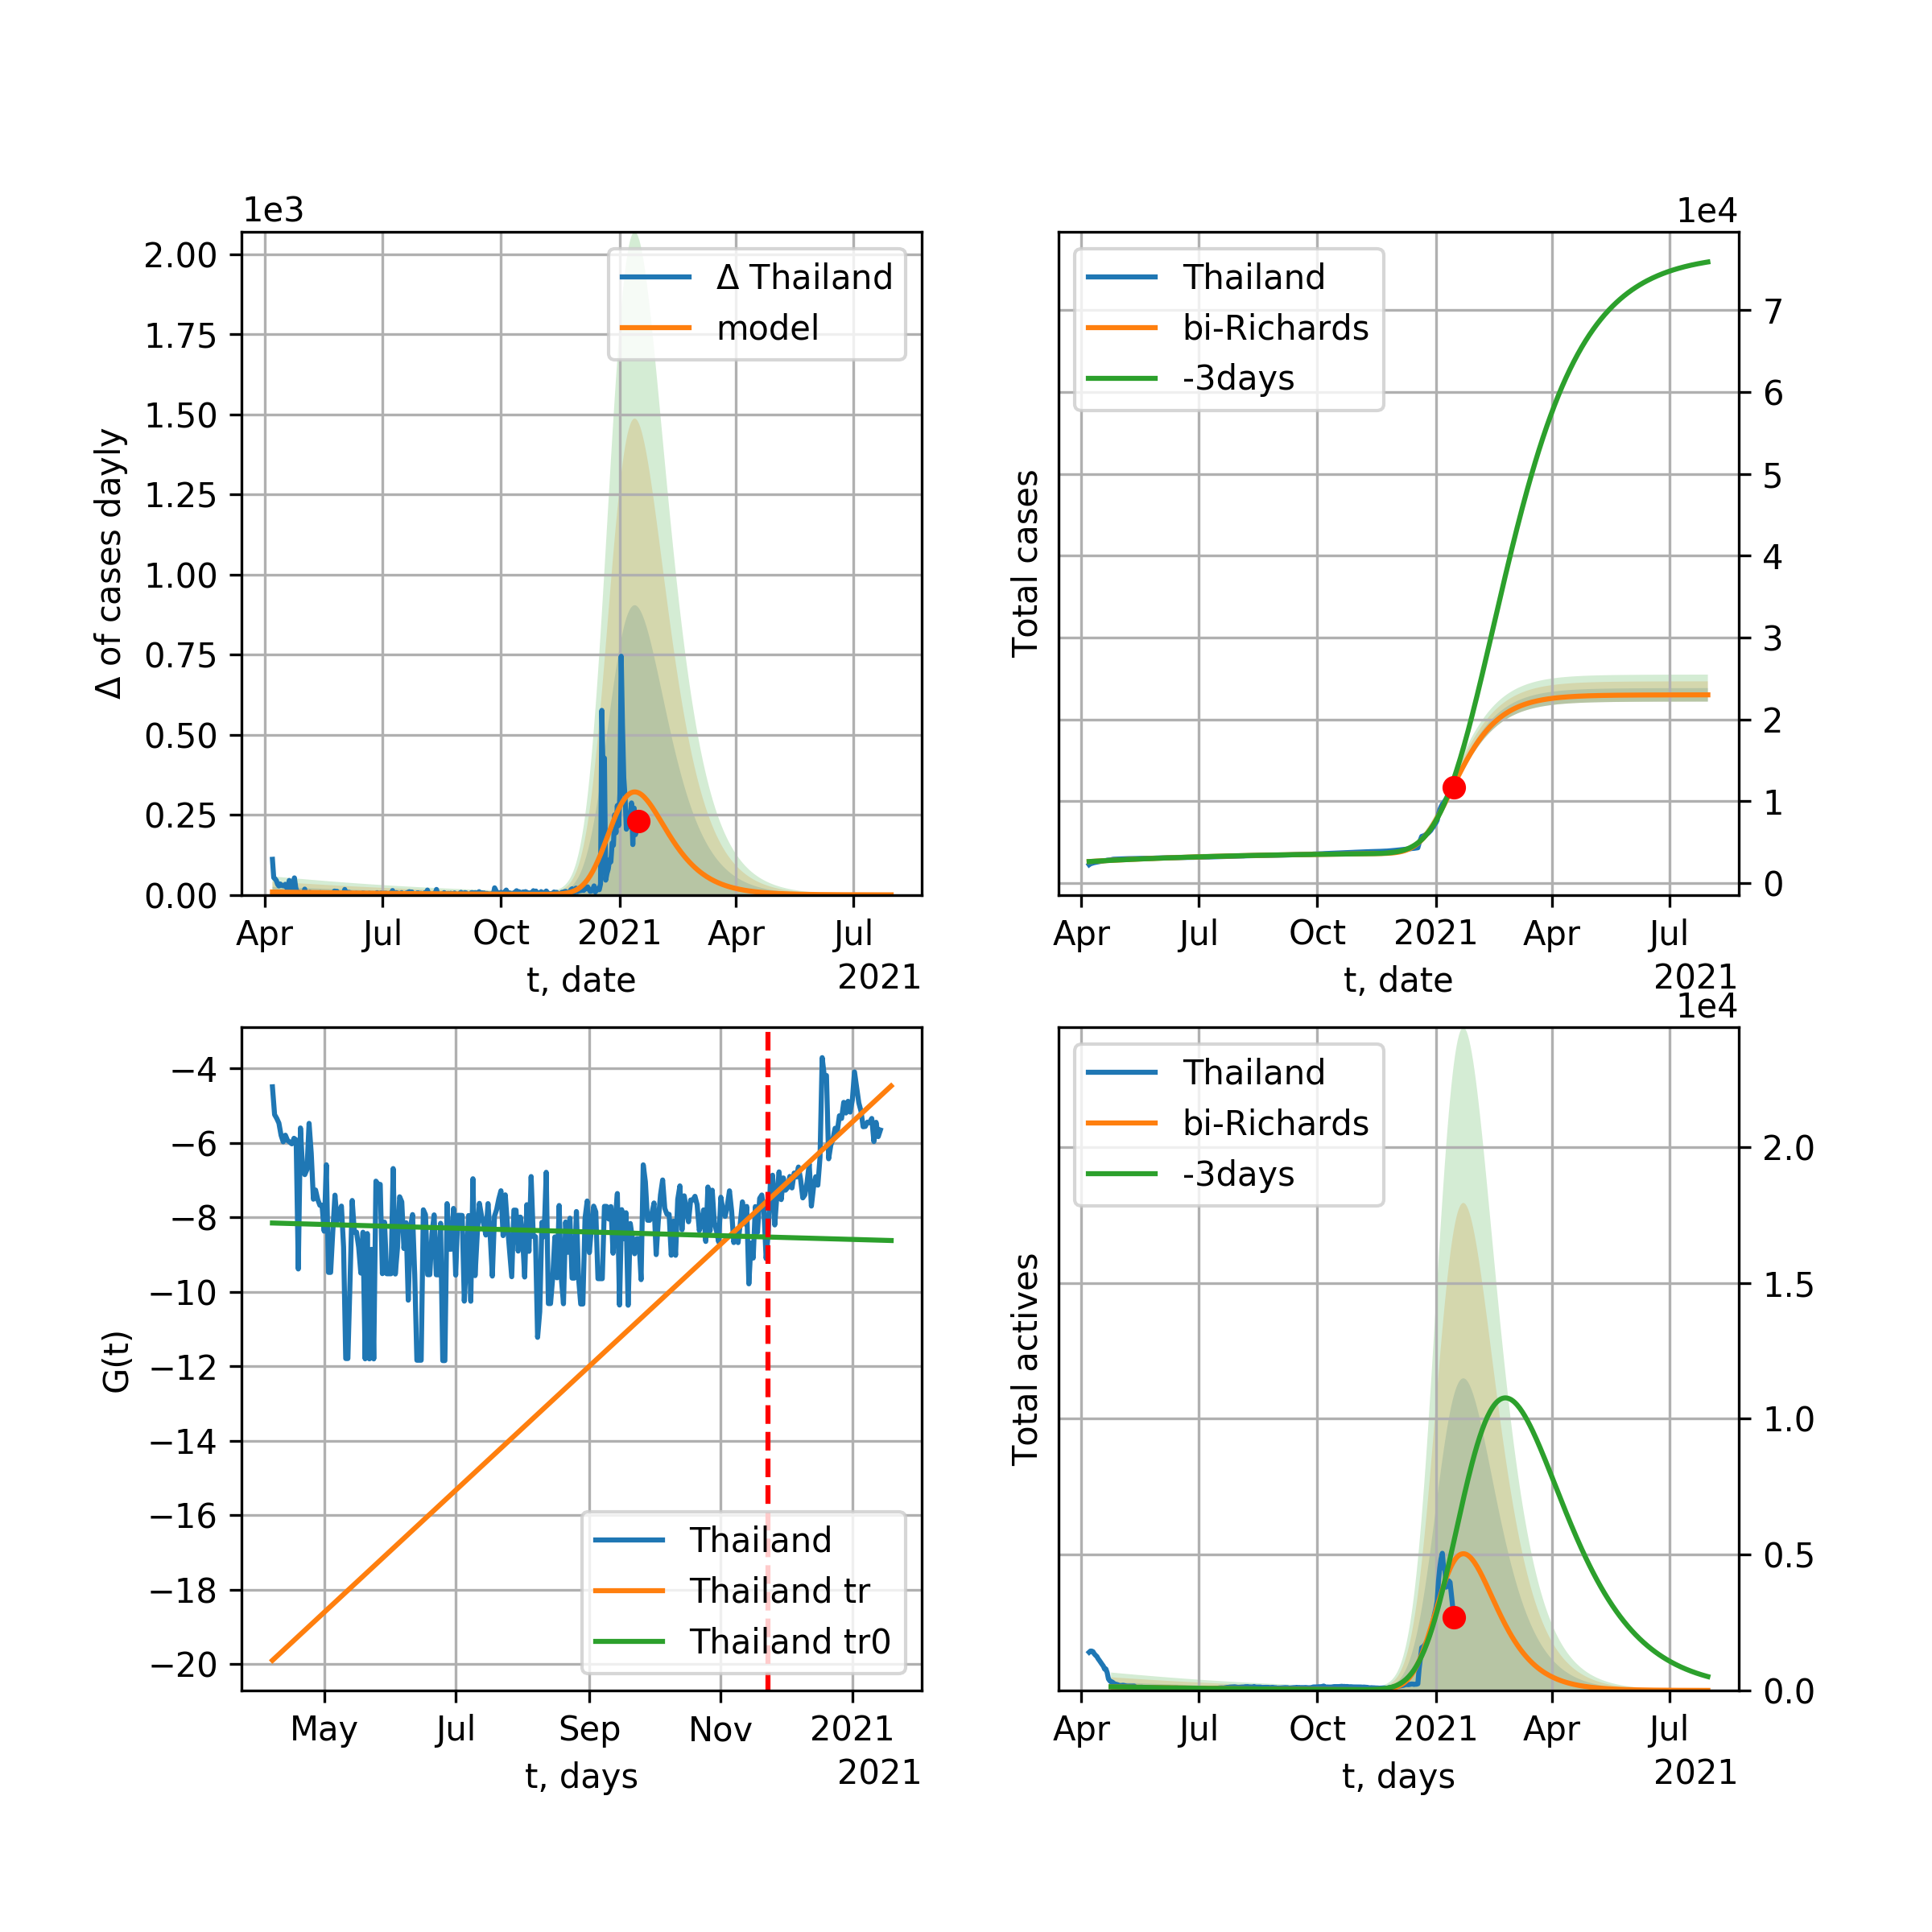 1e3
2.00
1.75
1.50
1.25
1.00
0.75
0.50
0.25
0.00
Δ of cases dayly
Δ Thailand
model
Apr Jul Oct 2021 Apr Jul
t, date
2021
1e4
Thailand
bi-Richards
-3days
Total cases
7
6
5
4
3
2
1
0
Apr Jul Oct 2021 Apr Jul
t, date
2021
−4
−6
−8
−10
−12
−14
−16
−18
−20
G(t)
Thailand
Thailand tr
Thailand tr0
May Jul Sep Nov 2021
t, days
2021
1e4
Thailand
bi-Richards
-3days
Total actives
2.0
1.5
1.0
0.5
0.0
Apr Jul Oct 2021 Apr Jul
t, days
2021